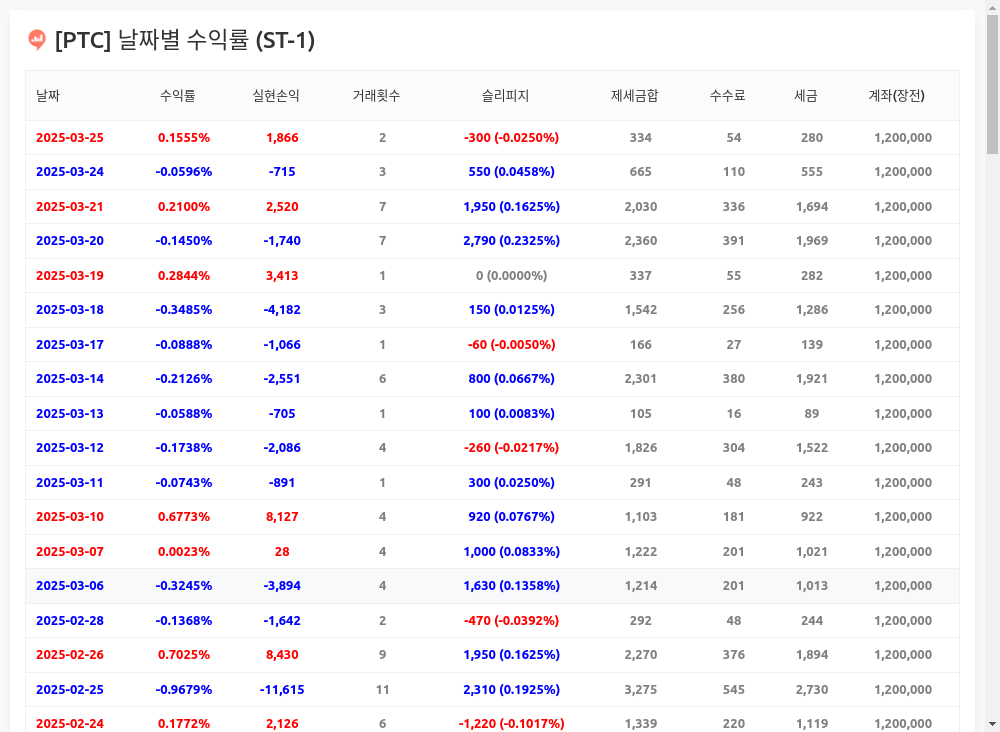 [PTC] 날짜별 수익률 (ST-1)
날짜 수익률 실현손익 거래횟수 슬리피지 제세금합 수수료 세금 계좌(장전)
2025-03-25 0.1555% 1,866 2 -300 (-0.0250%) 334 54 280 1,200,000
2025-03-24 -0.0596% -715 3 550 (0.0458%) 665 110 555 1,200,000
2025-03-21 0.2100% 2,520 7 1,950 (0.1625%) 2,030 336 1,694 1,200,000
2025-03-20 -0.1450% -1,740 7 2,790 (0.2325%) 2,360 391 1,969 1,200,000
2025-03-19 0.2844% 3,413 1 0 (0.0000%) 337 55 282 1,200,000
2025-03-18 -0.3485% -4,182 3 150 (0.0125%) 1,542 256 1,286 1,200,000
2025-03-17 -0.0888% -1,066 1 -60 (-0.0050%) 166 27 139 1,200,000
2025-03-14 -0.2126% -2,551 6 800 (0.0667%) 2,301 380 1,921 1,200,000
2025-03-13 -0.0588% -705 1 100 (0.0083%) 105 16 89 1,200,000
2025-03-12 -0.1738% -2,086 4 -260 (-0.0217%) 1,826 304 1,522 1,200,000
2025-03-11 -0.0743% -891 1 300 (0.0250%) 291 48 243 1,200,000
2025-03-10 0.6773% 8,127 4 920 (0.0767%) 1,103 181 922 1,200,000
2025-03-07 0.0023% 28 4 1,000 (0.0833%) 1,222 201 1,021 1,200,000
2025-03-06 -0.3245% -3,894 4 1,630 (0.1358%) 1,214 201 1,013 1,200,000
2025-02-28 -0.1368% -1,642 2 -470 (-0.0392%) 292 48 244 1,200,000
2025-02-26 0.7025% 8,430 9 1,950 (0.1625%) 2,270 376 1,894 1,200,000
2025-02-25 -0.9679% -11,615 11 2,310 (0.1925%) 3,275 545 2,730 1,200,000
2025-02-24 0.1772% 2,126 6 -1,220 (-0.1017%) 1,339 220 1,119 1,200,000